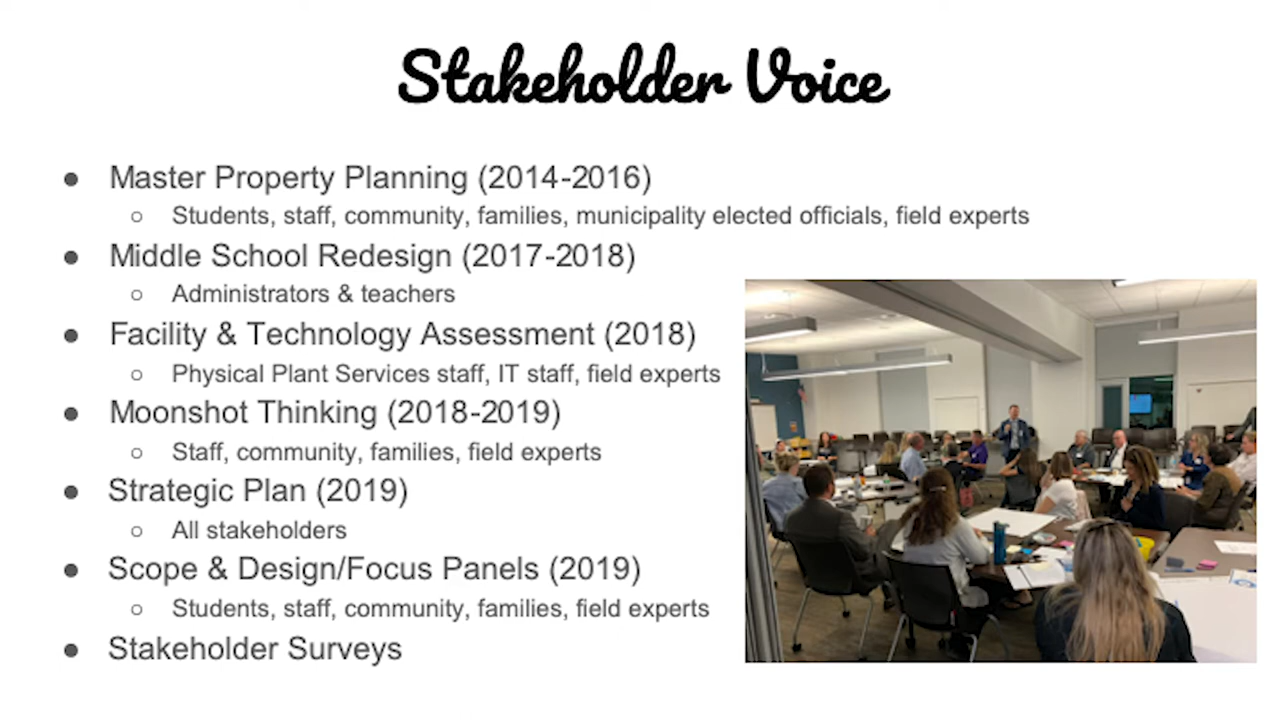 Stakeholder Voice
● Master Property Planning (2014-2016)
○ Students, staff, community, families, municipality elected officials, field experts
● Middle School Redesign (2017-2018)
○ Administrators & teachers
● Facility & Technology Assessment (2018)
○ Physical Plant Services staff, IT staff, field experts
● Moonshot Thinking (2018-2019)
○ Staff, community, families, field experts
● Strategic Plan (2019)
○ All stakeholders
● Scope & Design/Focus Panels (2019)
○ Students, staff, community, families, field experts
● Stakeholder Surveys